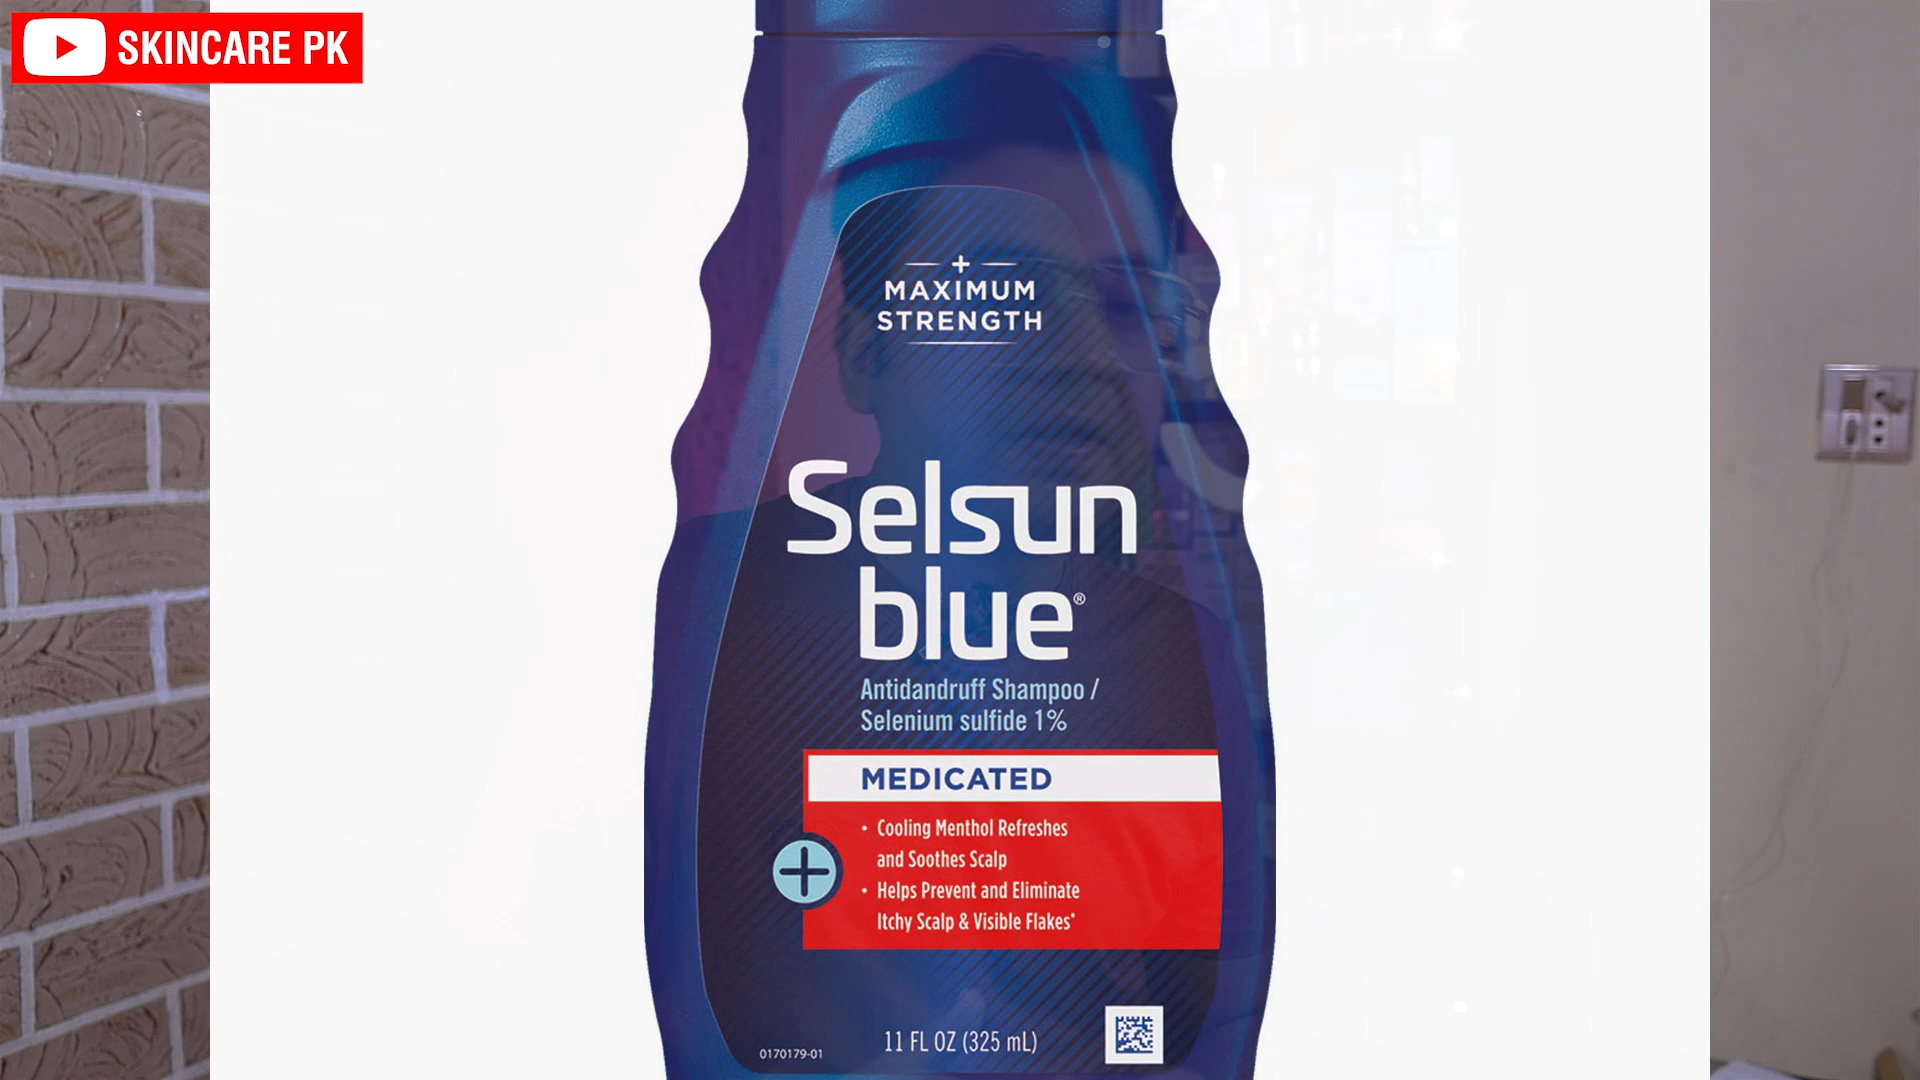 SKINCARE PK
MAXIMUM
STRENGTH
Selsun
blue®
Antidandruff Shampoo /
Selenium sulfide 1%
MEDICATED
• Cooling Menthol Refreshes
and Soothes Scalp
• Helps Prevent and Eliminate
Itchy Scalp & Visible Flakes*
11 FL OZ (325 mL)
0170179-01